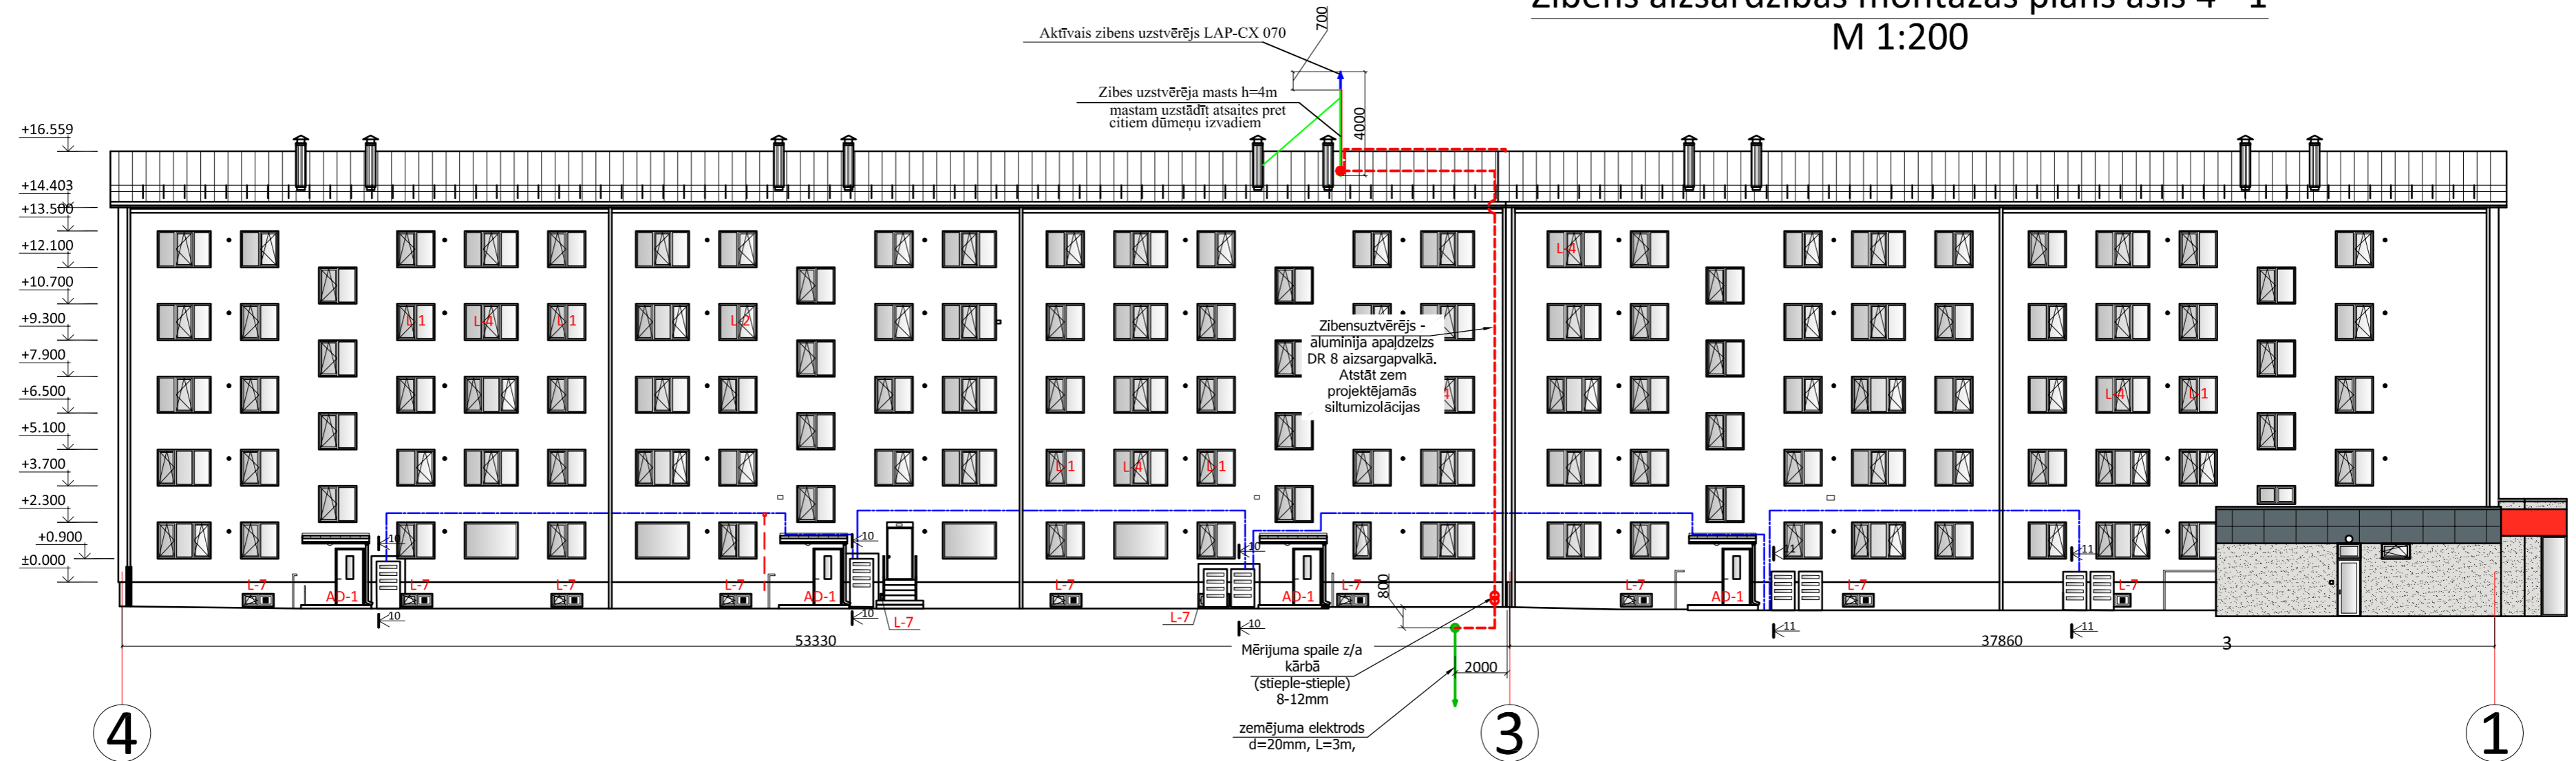 Zibens aizsardzības montāžas plāns asīs 4 - 1
M 1:200
700
Aktīvais zibens uzstvērējs LAP-CX 070
Zibes uzstvērēja masts h=4m
mastam uzstādīt atsaites pret
citiem dūmeņu izvadiem
4000
+16.559
+14.403
+13.500
+12.100
+10.700
+9.300
+7.900
+6.500
+5.100
+3.700
+2.300
+0.900
±0.000
L-4
L-1
L-4
L-1
L-2
Zibensuztvērējs -
alumīnija apaļdzelzs
DR 8 aizsargapvalkā.
Atstāt zem
projektējamās
siltumizolācijas
L-4
L-1
L-1
L-4
L-1
10
10
10
11
11
L-7
AD-1
L-7
L-7
L-7
AD-1
L-7
AD-1
L-7
L-7
AD-1
L-7
L-7
800
10
10
L-7
L-7
10
11
11
53330
37860
3
Mērījuma spaile z/a
kārbā
(stieple-stieple)
8-12mm
2000
zemējuma elektrods
d=20mm, L=3m,
4
3
1